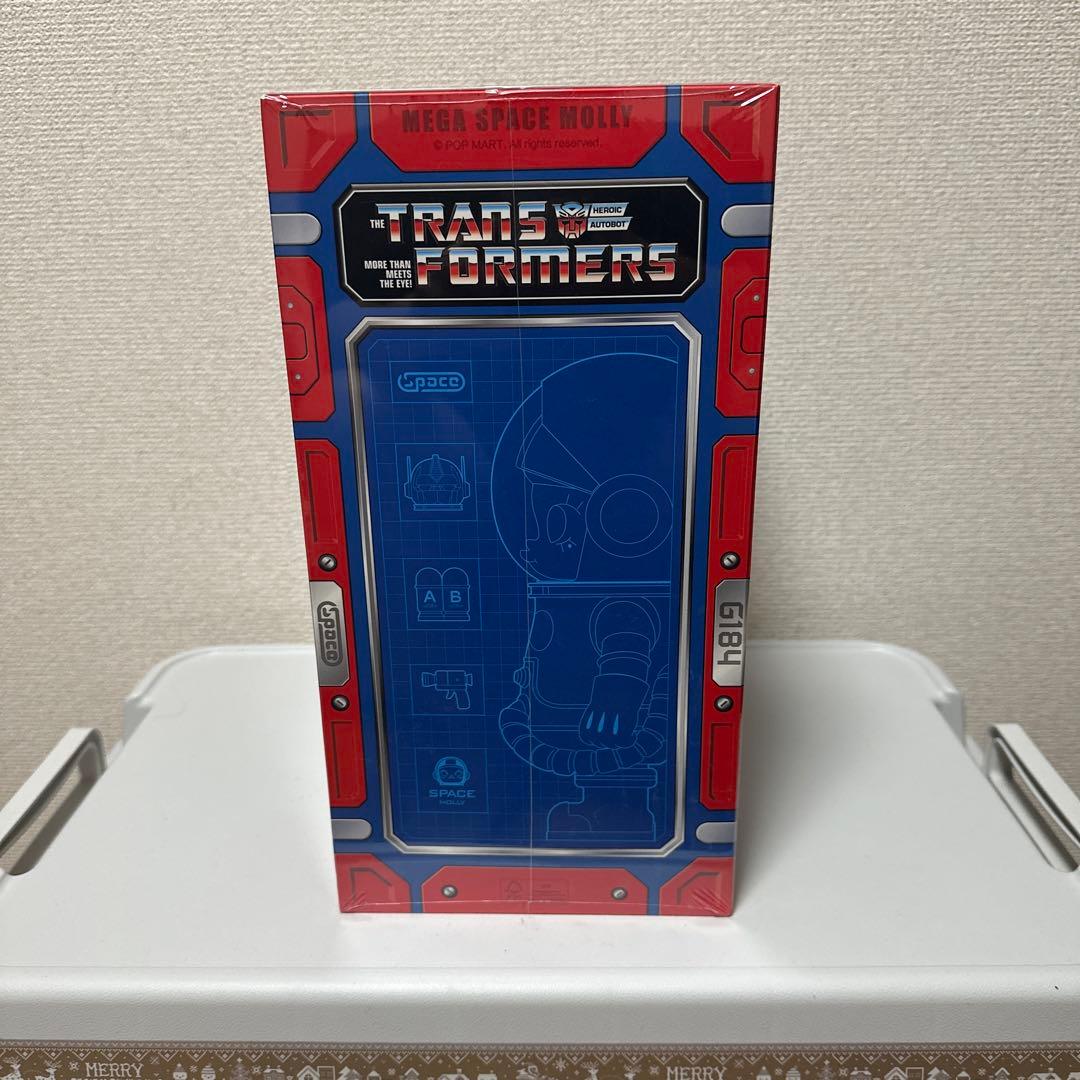 MEGA SPACE MOLLY
© POP MART. All rights reserved.
THE TRANS
HEROIC
AUTOBOT
MORE THAN
MEETS
THE EYE!
FORMERS
Space
A B
Space
G184
SPACE
MOLLY
MERRY
MERRY